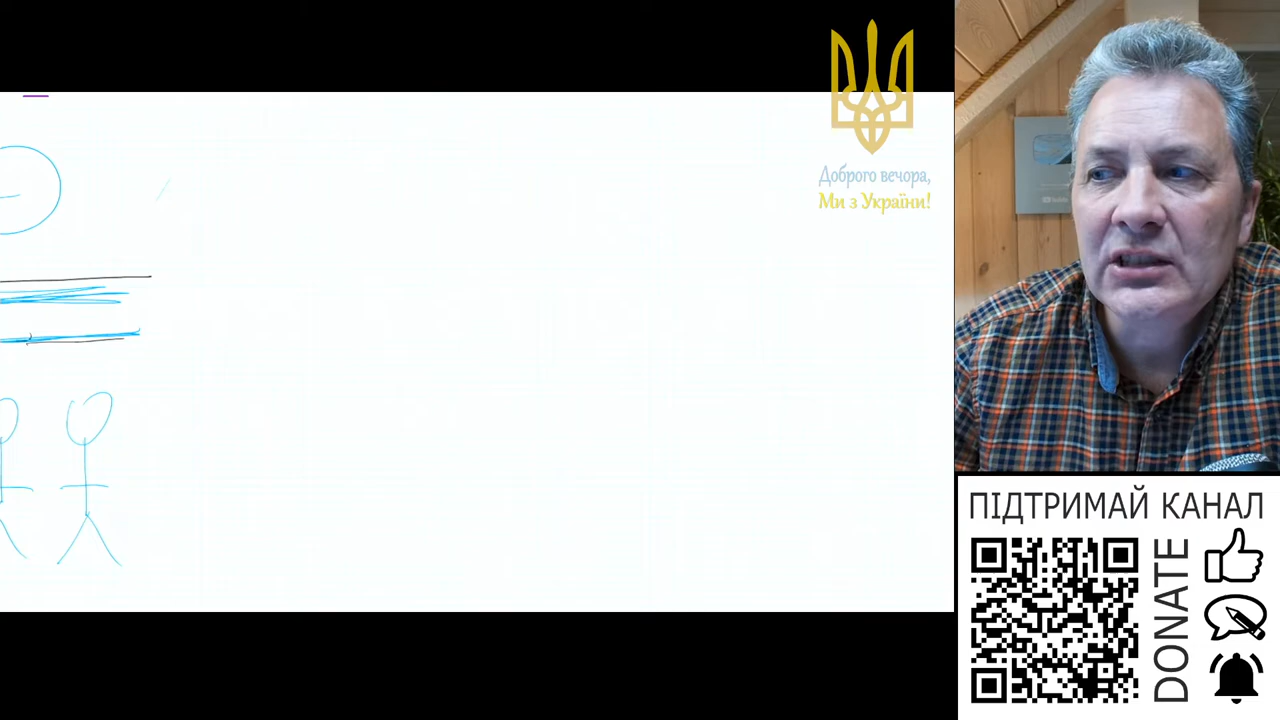 Доброго вечора,
Ми з України!
ПІДТРИМАЙ КАНАЛ
DONATE